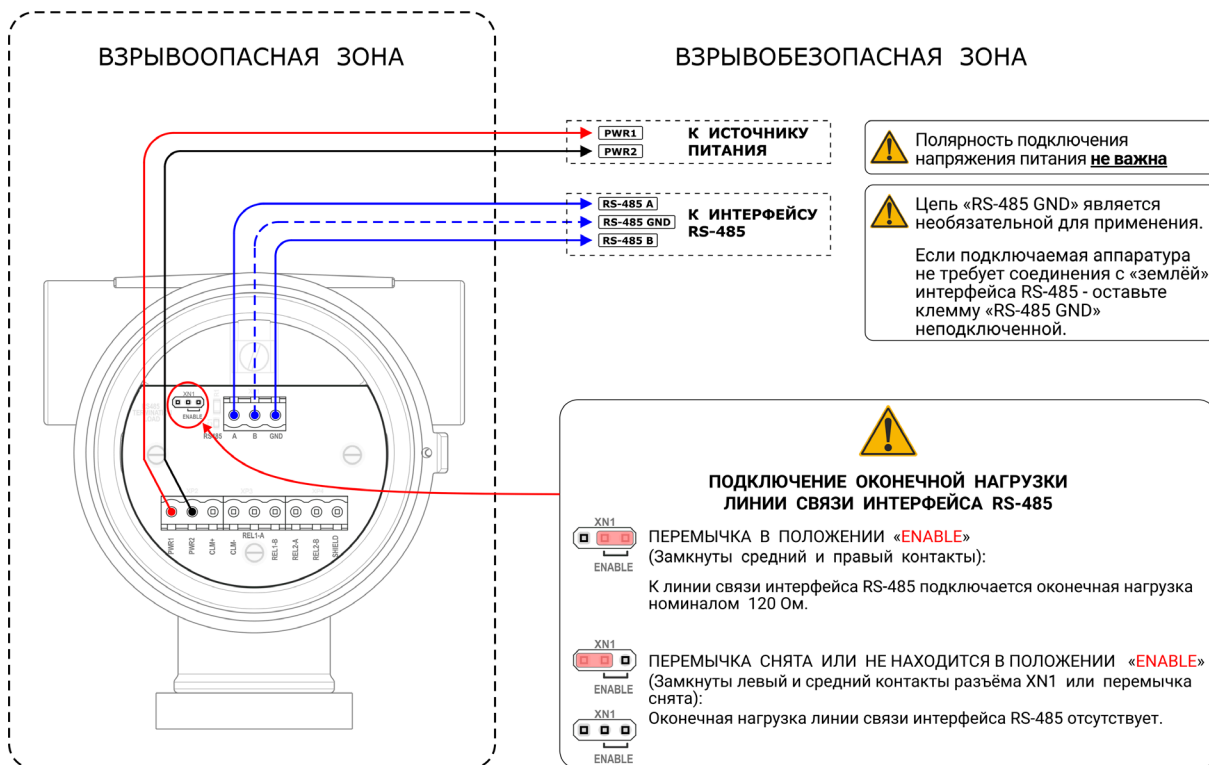 ВЗРЫВООПАСНАЯ ЗОНА
ВЗРЫВОБЕЗОПАСНАЯ ЗОНА
PWR1
PWR2
К ИСТОЧНИКУ
ПИТАНИЯ
RS-485 A
RS-485 GND
RS-485 B
К ИНТЕРФЕЙСУ
RS-485
Полярность подключения
напряжения питания не важна
Цепь «RS-485 GND» является
необязательной для применения.
Если подключаемая аппаратура
не требует соединения с «землёй»
интерфейса RS-485 - оставьте
клемму «RS-485 GND»
неподключенной.
XN1
ENABLE
RS485
A
B
GND
PWR1
PWR2
CLM+
CLM-
REL1-A
REL1-B
REL2-A
REL2-B
SHIELD
ПОДКЛЮЧЕНИЕ ОКОНЕЧНОЙ НАГРУЗКИ
ЛИНИИ СВЯЗИ ИНТЕРФЕЙСА RS-485
XN1
ENABLE
ПЕРЕМЫЧКА В ПОЛОЖЕНИИ «ENABLE»
(Замкнуты средний и правый контакты):
К линии связи интерфейса RS-485 подключается оконечная нагрузка
номиналом 120 Ом.
XN1
ENABLE
ПЕРЕМЫЧКА СНЯТА ИЛИ НЕ НАХОДИТСЯ В ПОЛОЖЕНИИ «ENABLE»
(Замкнуты левый и средний контакты разъёма XN1 или перемычка
снята):
XN1
ENABLE
Оконечная нагрузка линии связи интерфейса RS-485 отсутствует.